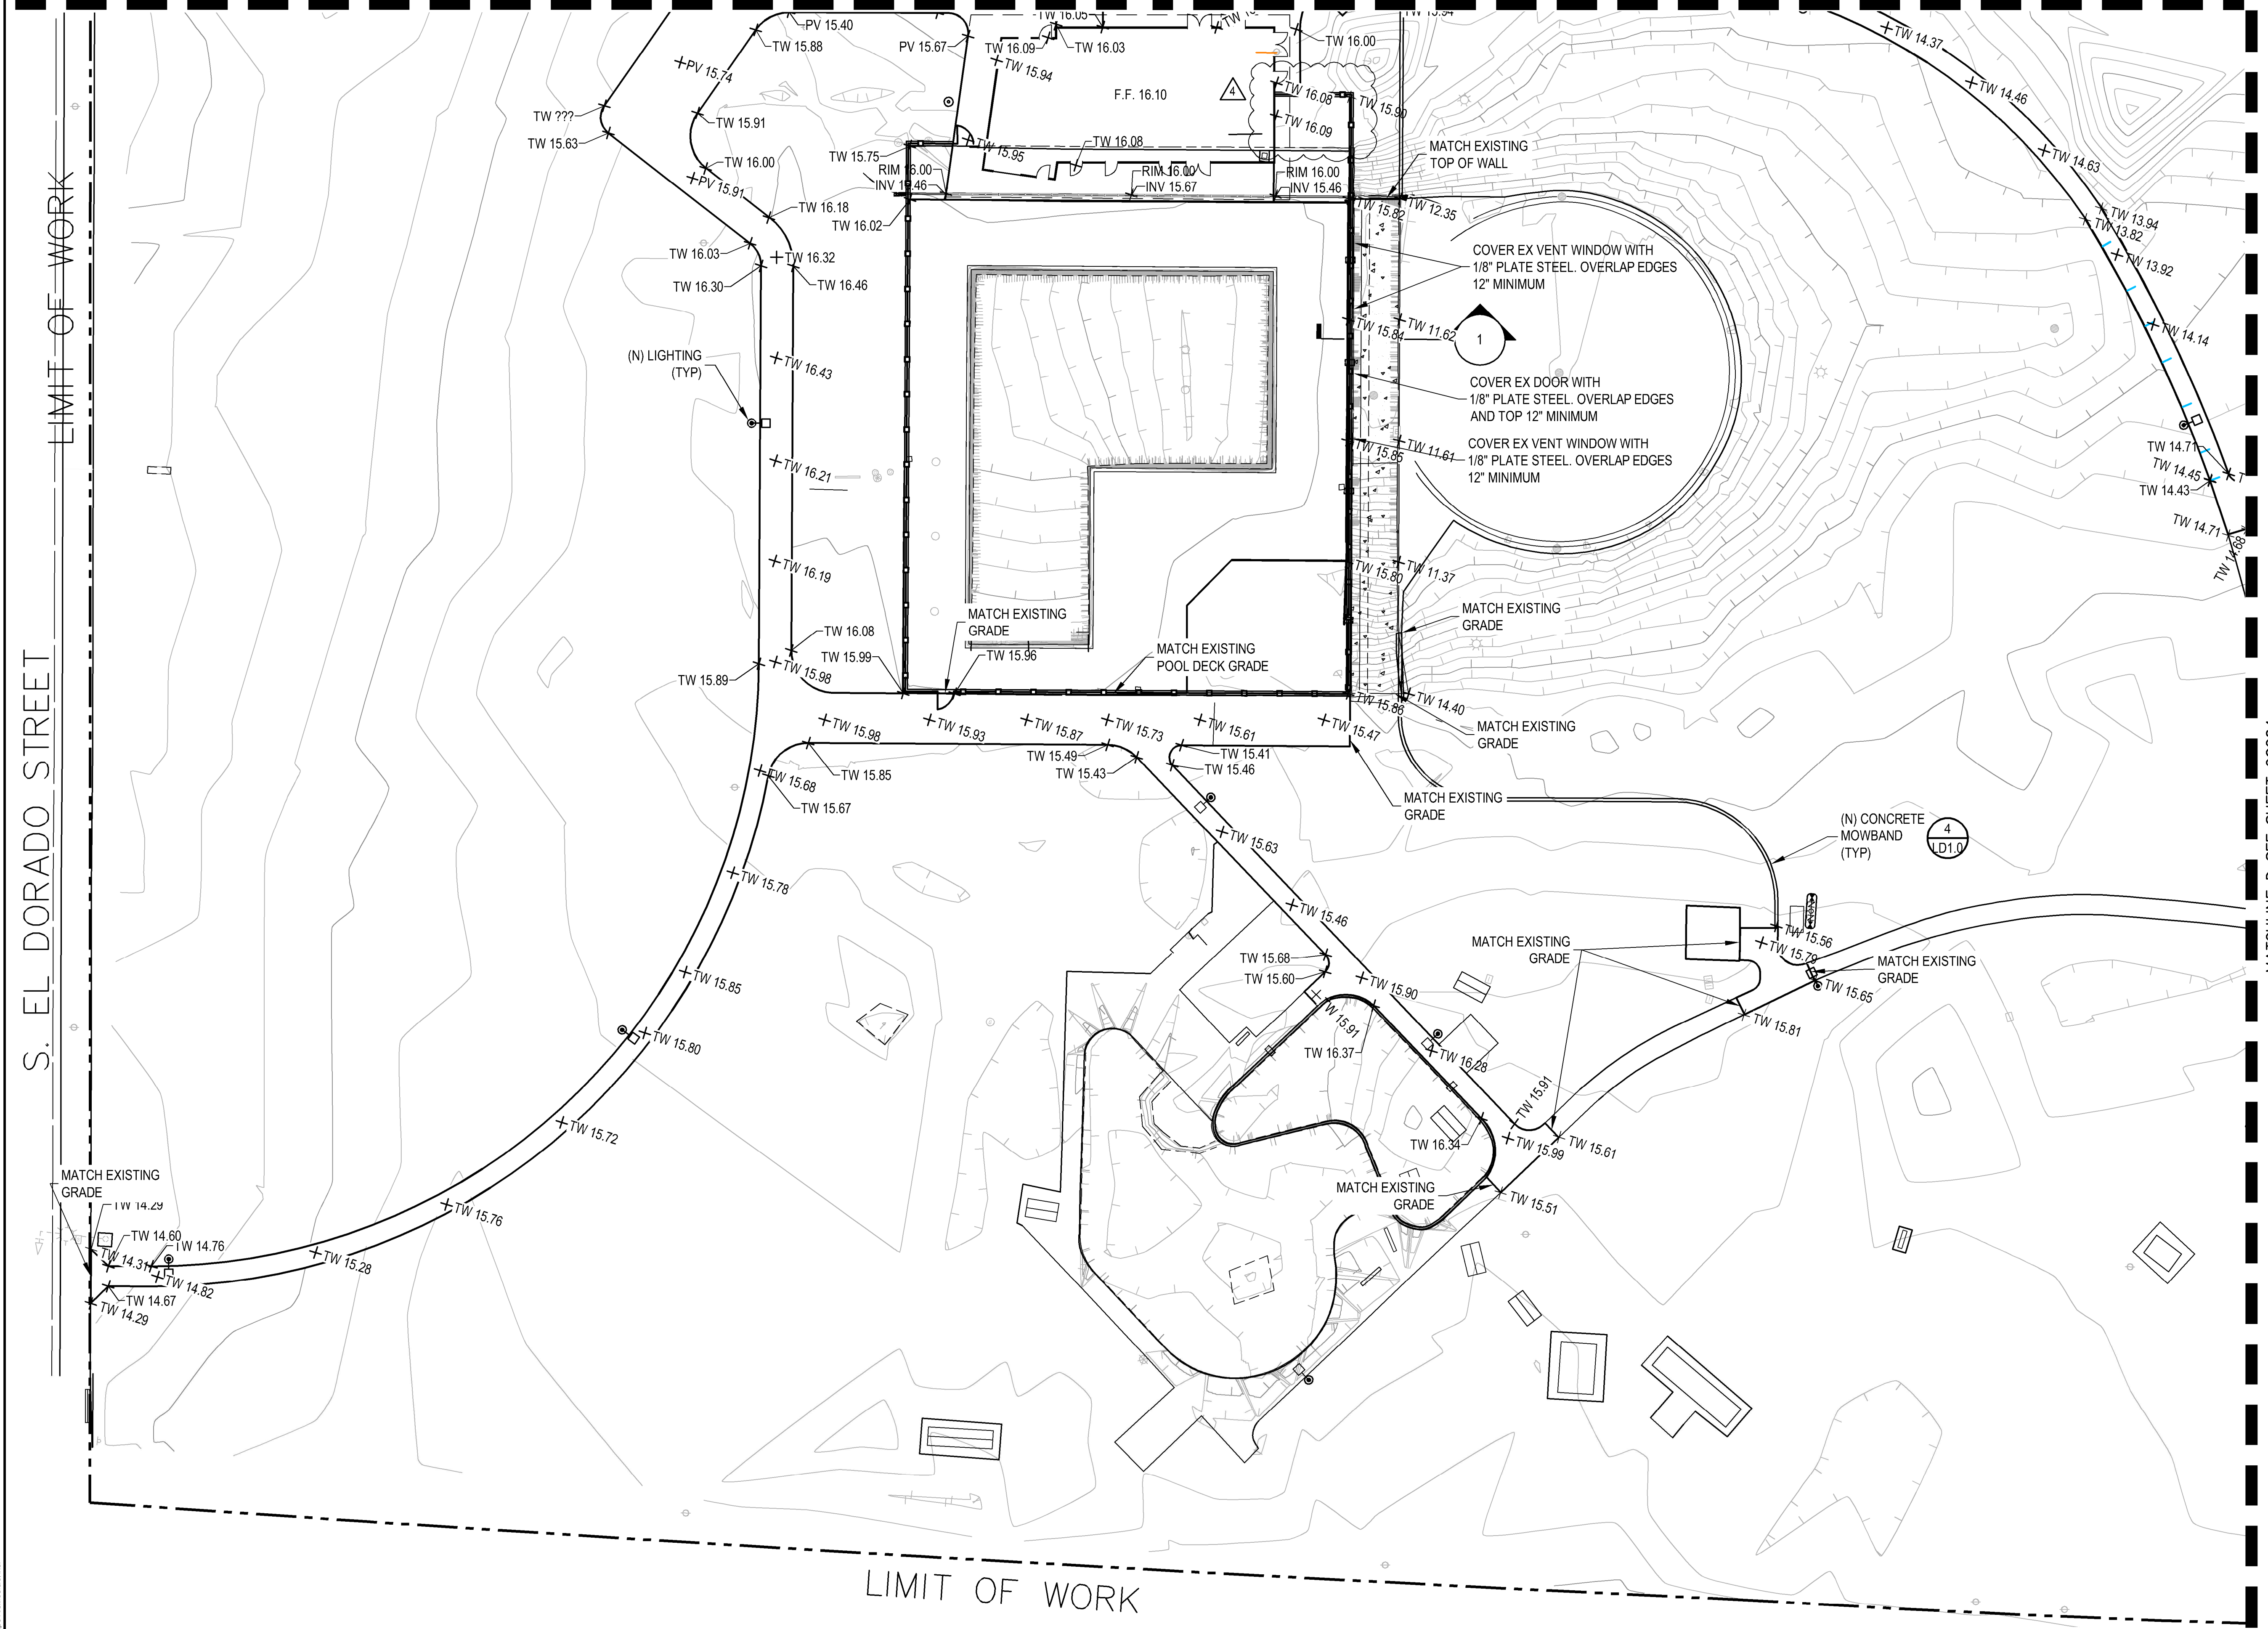 PV 15.40
TW 15.88
PV 15.67
TW 16.05
TW 16.09
TW 16.03
TW 16.00
TW 15.94
TW 14.37
PV 15.74
TW 15.94
F.F. 16.10
4
TW 16.08
TW 15.90
TW 14.46
TW ???
TW 15.63
TW 15.91
TW 16.09
TW 16.08
TW 15.95
TW 15.75
MATCH EXISTING
TOP OF WALL
TW 14.63
TW 16.00
PV 15.91
RIM 16.00
INV 15.46
RIM 16.00
INV 15.67
RIM 16.00
INV 15.46
TW 16.18
TW 16.02
TW 15.82
TW 12.35
TW 13.94
TW 13.82
TW 13.92
TW 16.03
TW 16.32
TW 16.30
TW 16.46
COVER EX VENT WINDOW WITH
1/8" PLATE STEEL. OVERLAP EDGES
12" MINIMUM
TW 15.84
TW 11.62
1
TW 14.14
(N) LIGHTING
(TYP)
TW 16.43
COVER EX DOOR WITH
1/8" PLATE STEEL. OVERLAP EDGES
AND TOP 12" MINIMUM
COVER EX VENT WINDOW WITH
1/8" PLATE STEEL. OVERLAP EDGES
12" MINIMUM
TW 15.85
TW 11.61
TW 16.21
TW 14.71
TW 14.45
TW 14.43
TW 14.71
TW 14.68
TW 16.19
TW 15.80
TW 11.37
MATCH EXISTING
GRADE
MATCH EXISTING
GRADE
TW 16.08
TW 15.99
TW 15.96
MATCH EXISTING
POOL DECK GRADE
TW 15.89
TW 15.98
TW 15.86
TW 14.40
TW 15.98
TW 15.93
TW 15.87
TW 15.73
TW 15.61
TW 15.47
MATCH EXISTING
GRADE
TW 15.49
TW 15.43
TW 15.41
TW 15.46
TW 15.85
TW 15.68
TW 15.67
MATCH EXISTING
GRADE
(N) CONCRETE
MOWBAND
(TYP)
4
LD1.0
TW 15.63
TW 15.78
TW 15.46
TW 15.56
TW 15.79
MATCH EXISTING
GRADE
MATCH EXISTING
GRADE
TW 15.65
TW 15.68
TW 15.60
TW 15.90
TW 15.91
TW 15.81
TW 15.85
TW 15.80
TW 16.37
TW 16.28
TW 15.91
TW 15.72
TW 16.34
TW 15.99
TW 15.61
MATCH EXISTING
GRADE
TW 15.51
TW 15.76
MATCH EXISTING
GRADE
TW 14.29
TW 14.60
TW 14.76
TW 14.31
TW 14.82
TW 15.28
TW 14.67
TW 14.29
LIMIT OF WORK
S. EL DORADO STREET
LIMIT OF WORK